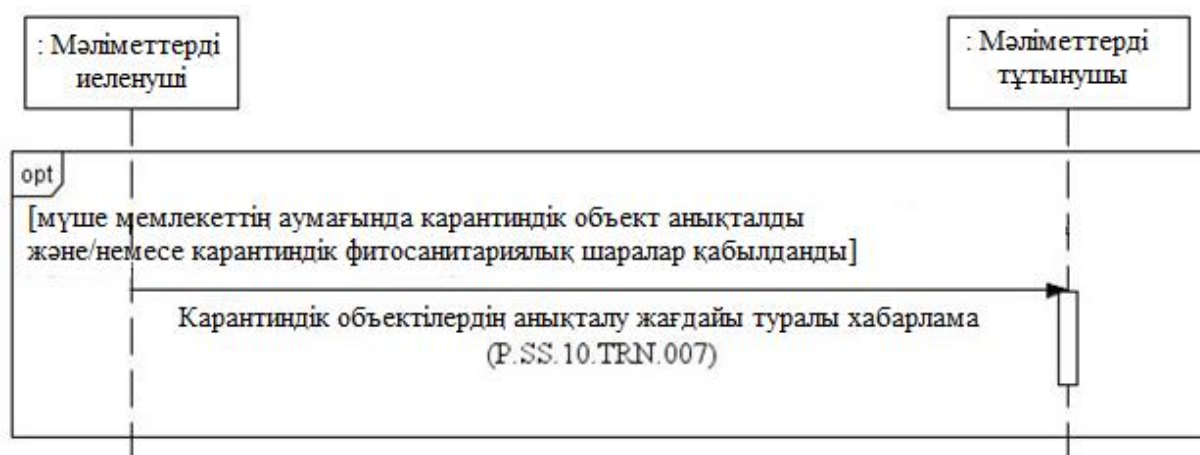 : Мәліметтерді
иеленуші
: Мәліметтерді
тұтынушы
opt
[мүше мемлекеттің аумағында карантиндік объект анықталды
және/немесе карантиндік фитосанитариялық шаралар қабылданды]
Карантиндік объектілердің анықталу жағдайы туралы хабарлама
(P.SS.10.TRN.007)